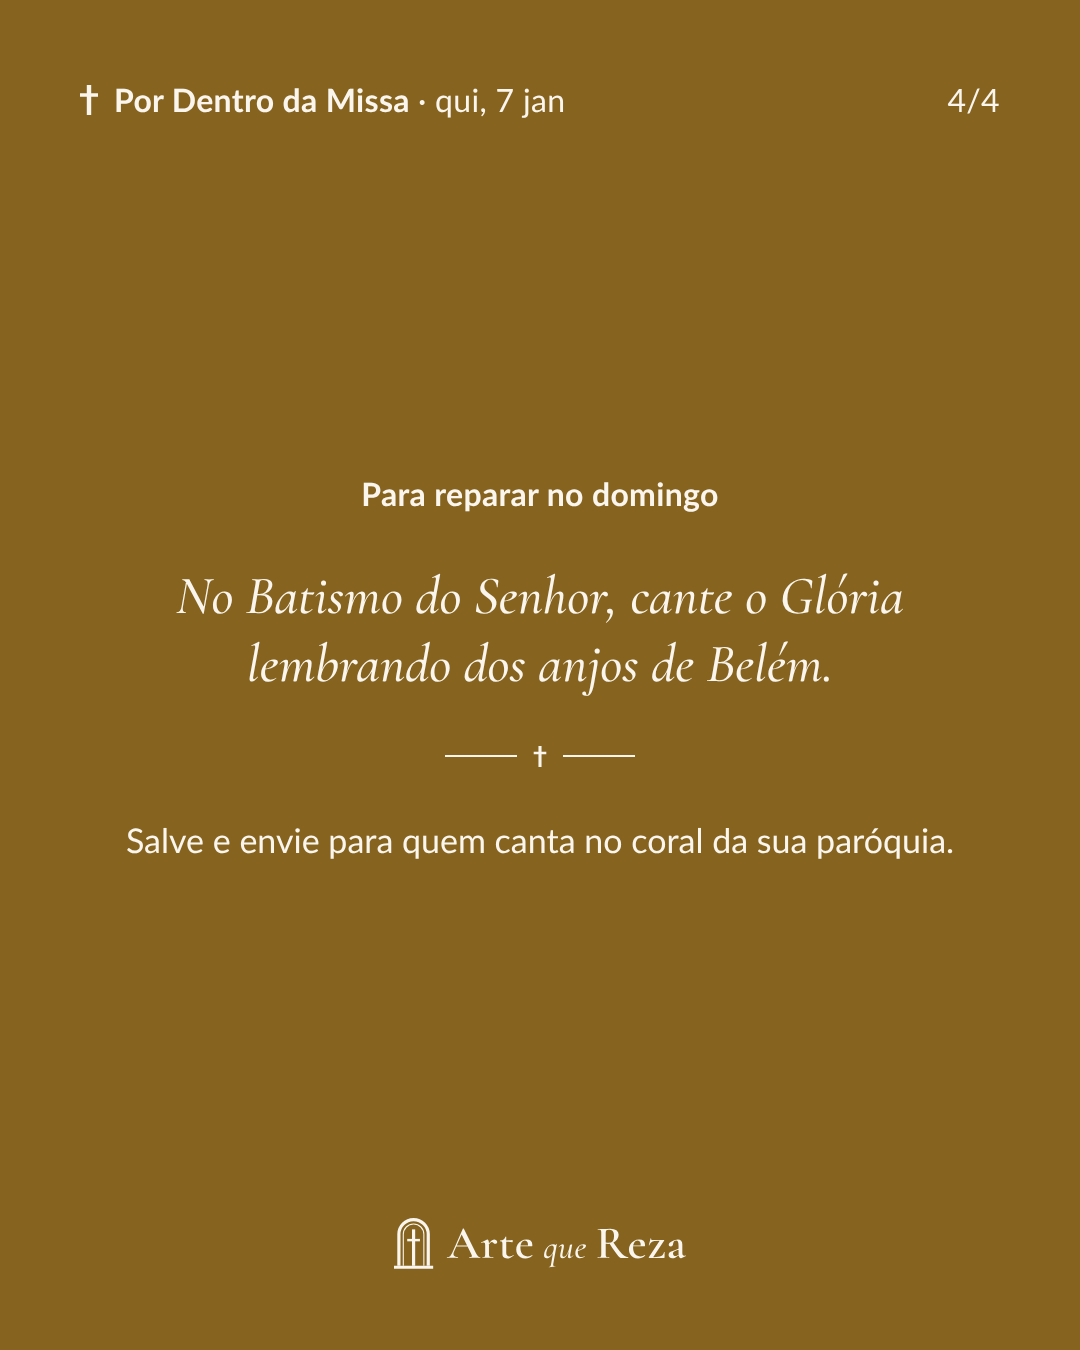 † Por Dentro da Missa · qui, 7 jan
4/4
Para reparar no domingo
No Batismo do Senhor, cante o Glória
lembrando dos anjos de Belém.
†
Salve e envie para quem canta no coral da sua paróquia.
Arte que Reza